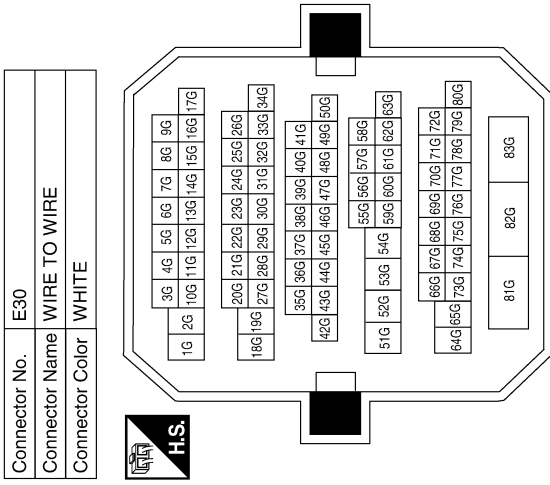 Connector No. E30
Connector Name WIRE TO WIRE
Connector Color WHITE
H.S.
3G 4G 5G 6G 7G 8G 9G
1G 2G 10G 11G 12G 13G 14G 15G 16G 17G
20G 21G 22G 23G 24G 25G 26G
18G 19G 27G 28G 29G 30G 31G 32G 33G 34G
35G 36G 37G 38G 39G 40G 41G
42G 43G 44G 45G 46G 47G 48G 49G 50G
55G 56G 57G 58G
51G 52G 53G 54G 59G 60G 61G 62G 63G
66G 67G 68G 69G 70G 71G 72G
64G 65G 73G 74G 75G 76G 77G 78G 79G 80G
81G 82G 83G